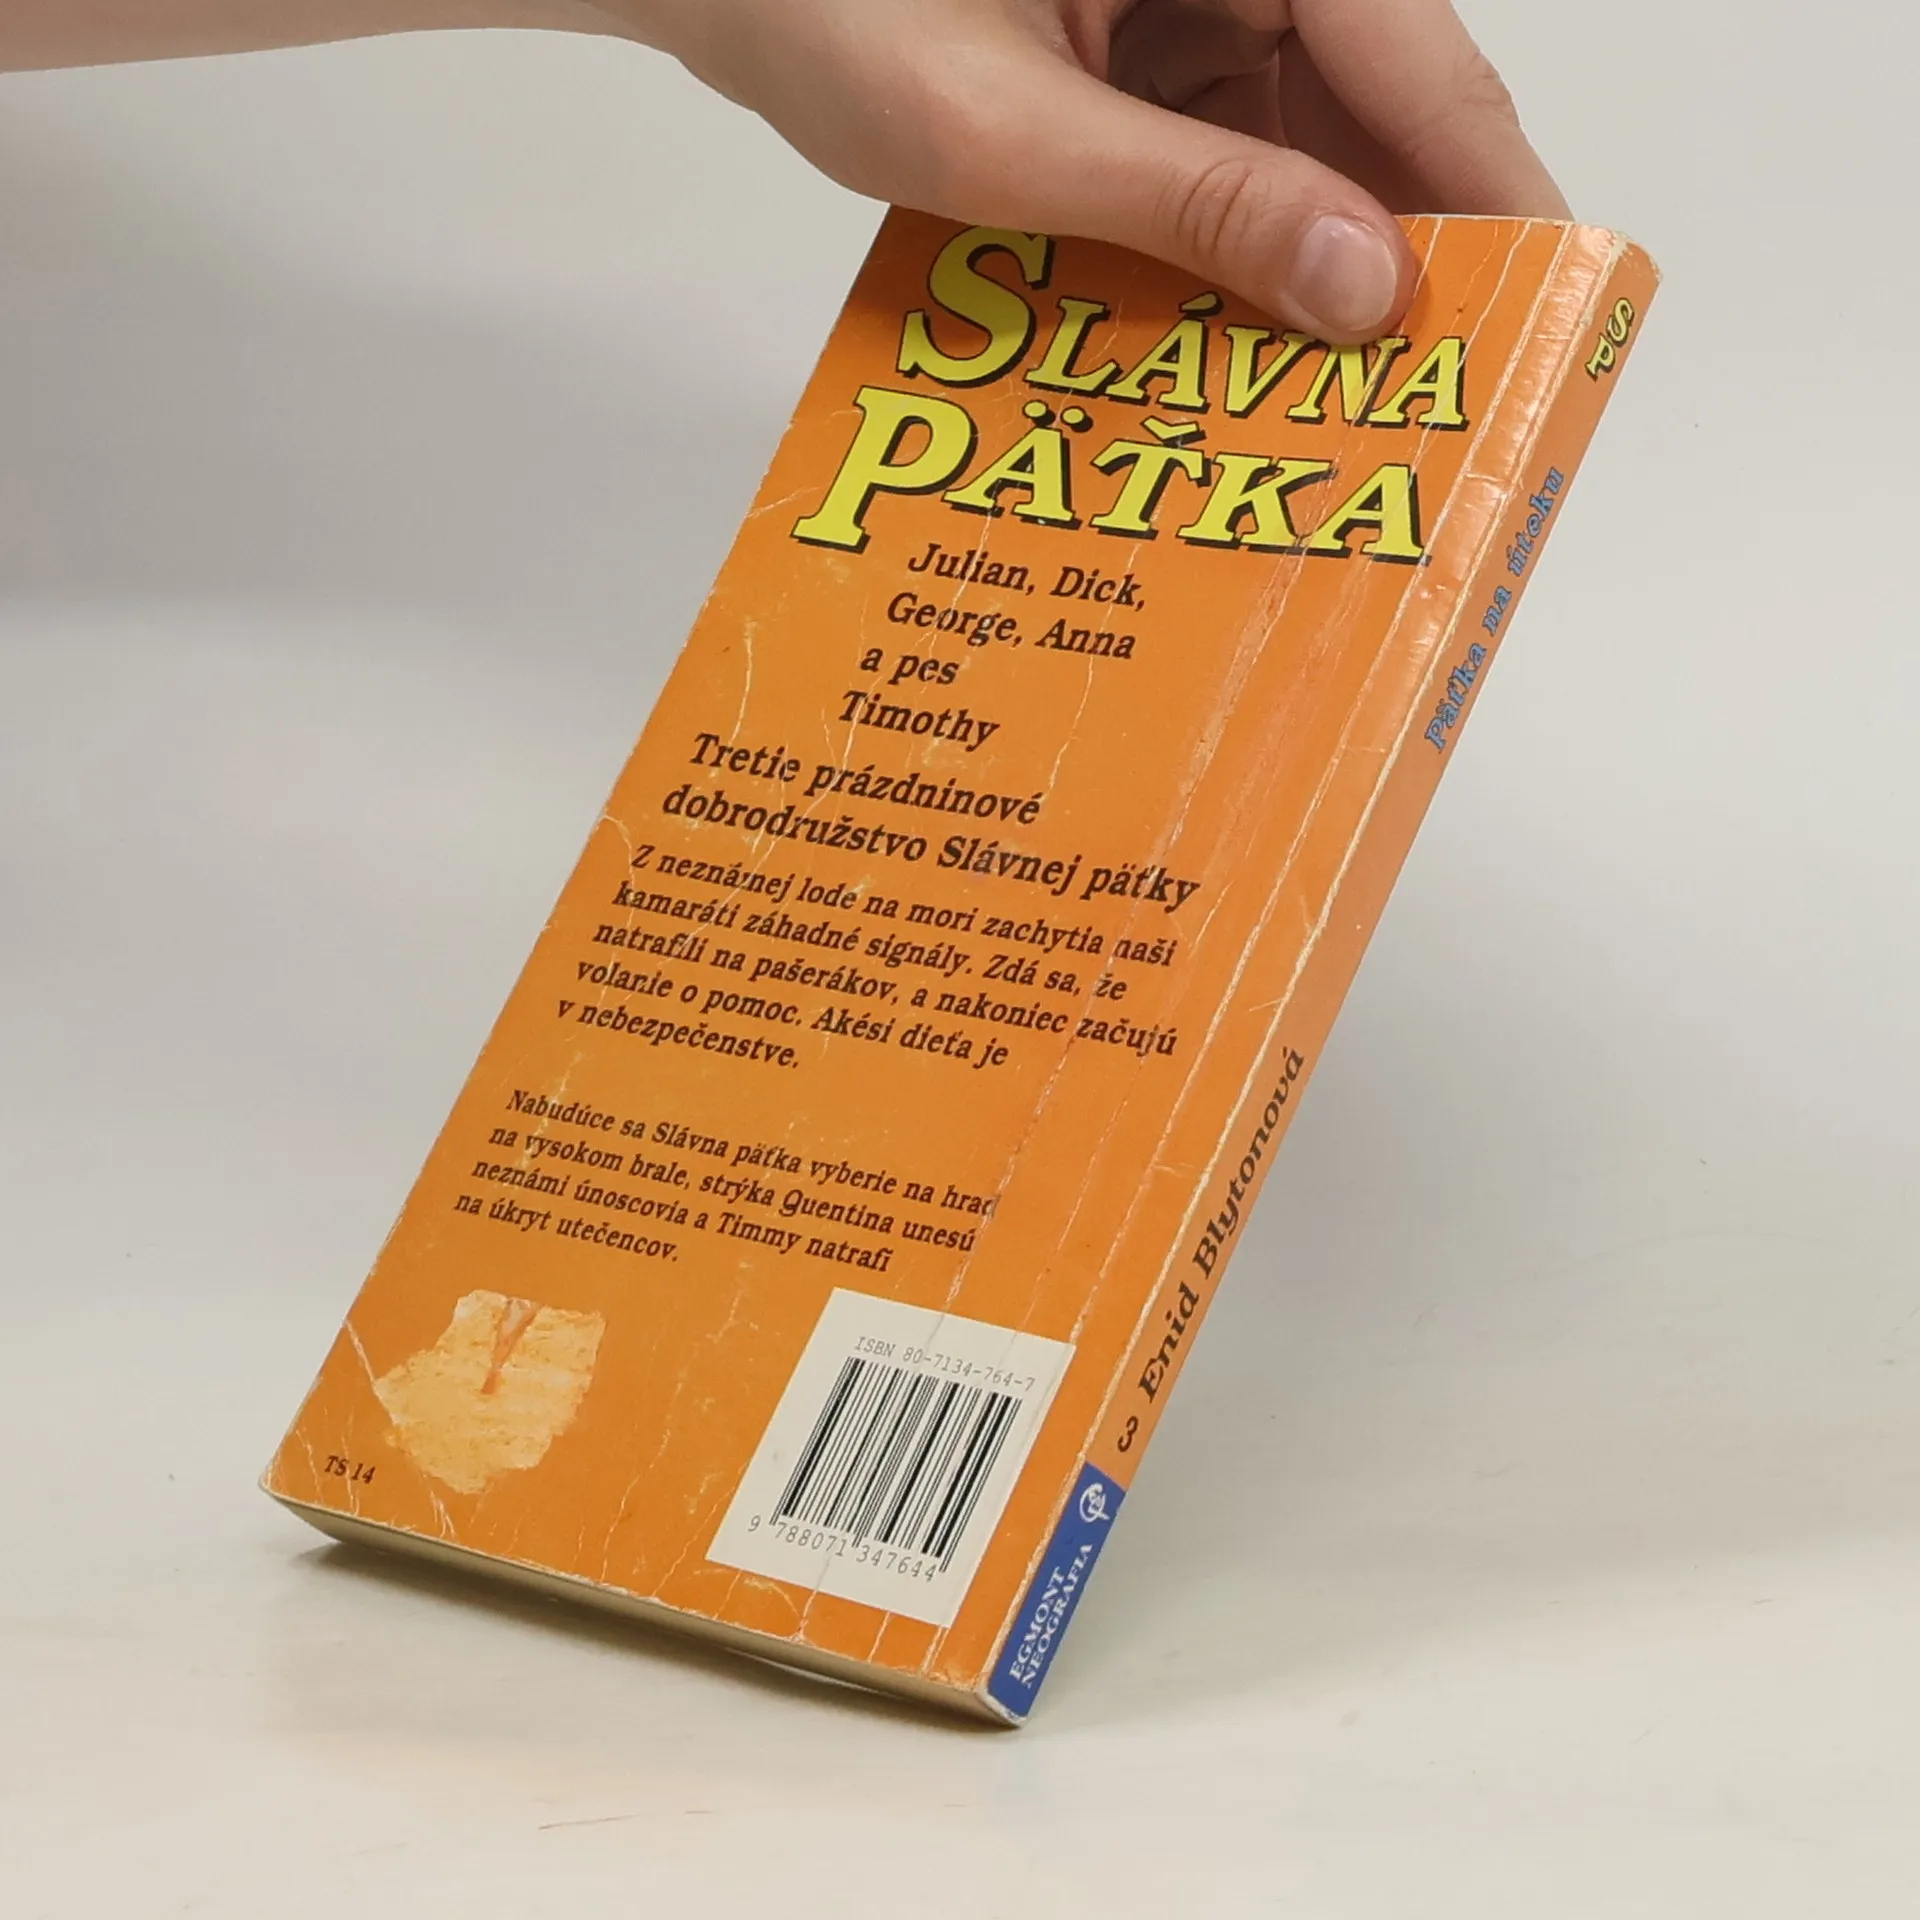 SLÁVNA
PÄŤKA
Julian, Dick,
George, Anna
a pes
Timothy
Tretie prázdninové
dobrodružstvo Slávnej päťky
Z neznámej lode na mori zachytia naši
kamaráti záhadné signály. Zdá sa, že
natrafili na pašerákov, a nakoniec začujú
volanie o pomoc. Akési dieťa je
v nebezpečenstve.
Nabudúce sa Slávna päťka vyberie na hrad
na vysokom brale, strýka Quentina unesú
neznámi únoscovia a Timmy natrafí
na úkryt utečencov.
TS 14
ISBN 80-7134-764-7
9 788071 347644
SP
Päťka na úteku
Enid Blytonová
3
EGMONT
NEOGRAFIA